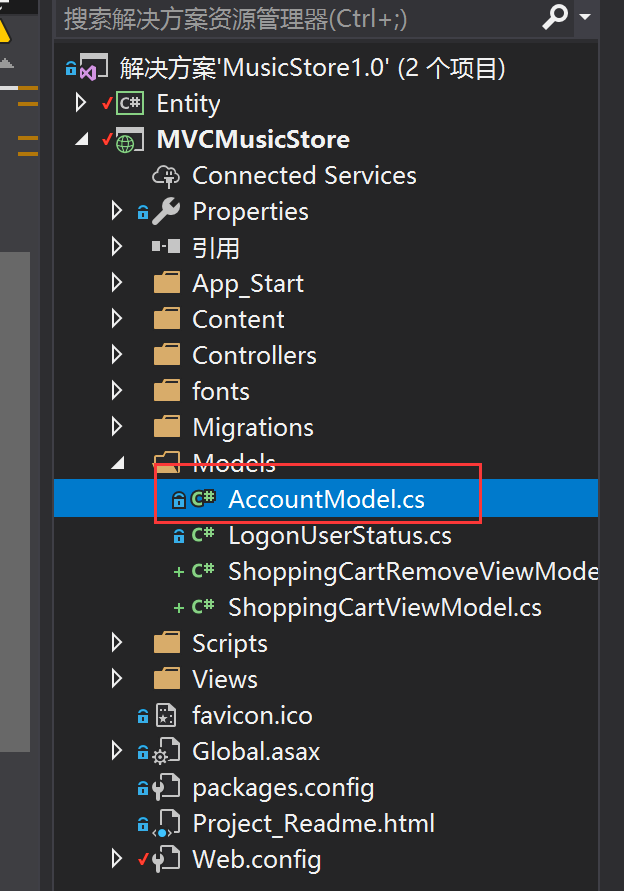 搜索解决方案资源管理器(Ctrl+;)
解决方案'MusicStore1.0' (2 个项目)
C# Entity
MVCMusicStore
Connected Services
Properties
引用
App_Start
Content
Controllers
fonts
Migrations
Models
C# AccountModel.cs
C# LogonUserStatus.cs
+ C# ShoppingCartRemoveViewMode
+ C# ShoppingCartViewModel.cs
Scripts
Views
favicon.ico
Global.asax
packages.config
Project_Readme.html
Web.config